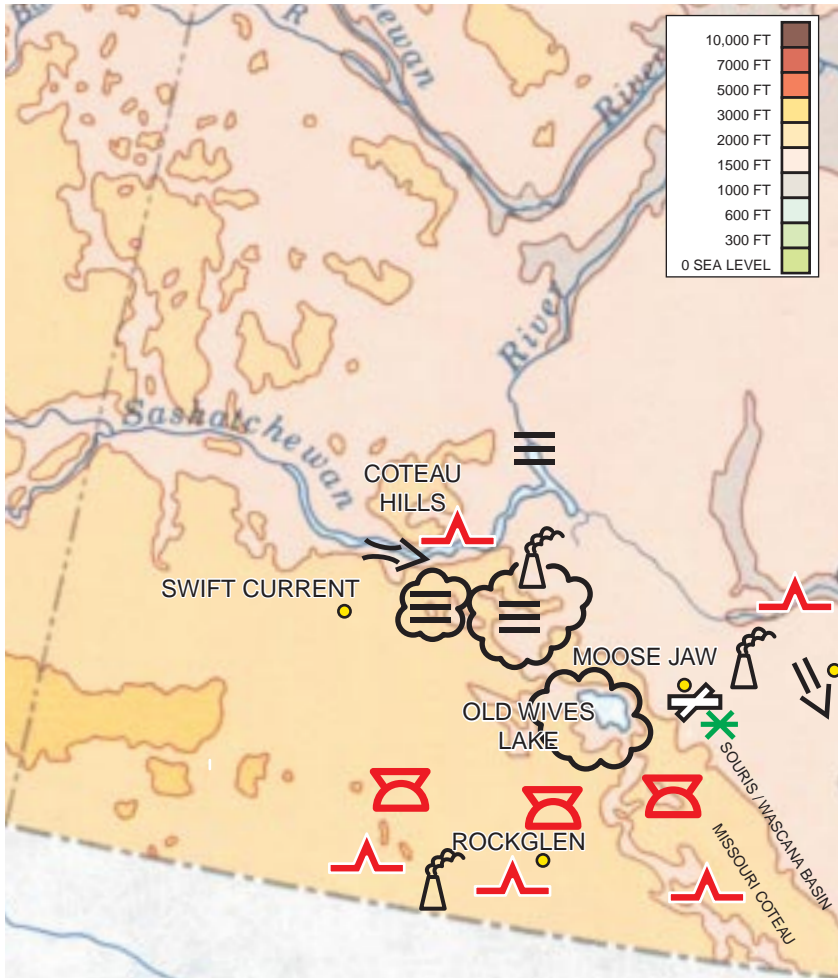 R
ewan
River
10,000 FT
7000 FT
5000 FT
3000 FT
2000 FT
1500 FT
1000 FT
600 FT
300 FT
0 SEA LEVEL
River
Saskatchewan
COTEAU
HILLS
SWIFT CURRENT
MOOSE JAW
OLD WIVES
LAKE
SOURIS / WASCANA BASIN
MISSOURI COTEAU
ROCKGLEN